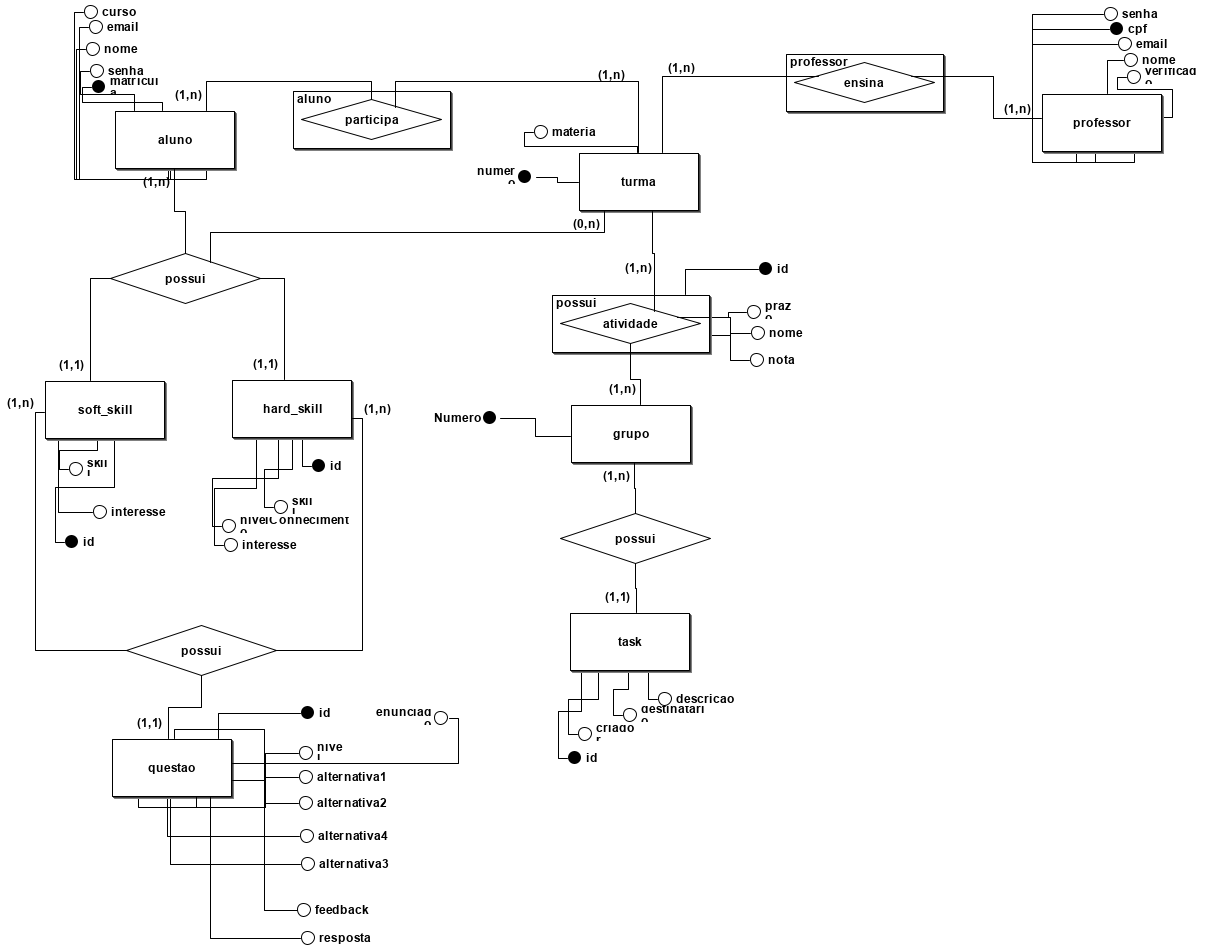 curso
email
nome
senha
matricula
(1,n)
aluno
aluno
participa
(1,n)
(1,n)
professor
ensina
senha
cpf
email
nome
verificado
(1,n)
professor
materia
numero
turma
(1,n)
(0,n)
possui
(1,n)
id
possui
atividade
prazo
nome
nota
(1,1)
(1,1)
(1,n)
soft_skill
hard_skill
(1,n)
(1,n)
Numero
grupo
skill
interesse
id
id
skill
nivelConhecimento
interesse
(1,n)
possui
(1,1)
task
descricao
destinatario
criador
id
possui
(1,1)
id
enunciado
questao
nivel
alternativa1
alternativa2
alternativa4
alternativa3
feedback
resposta